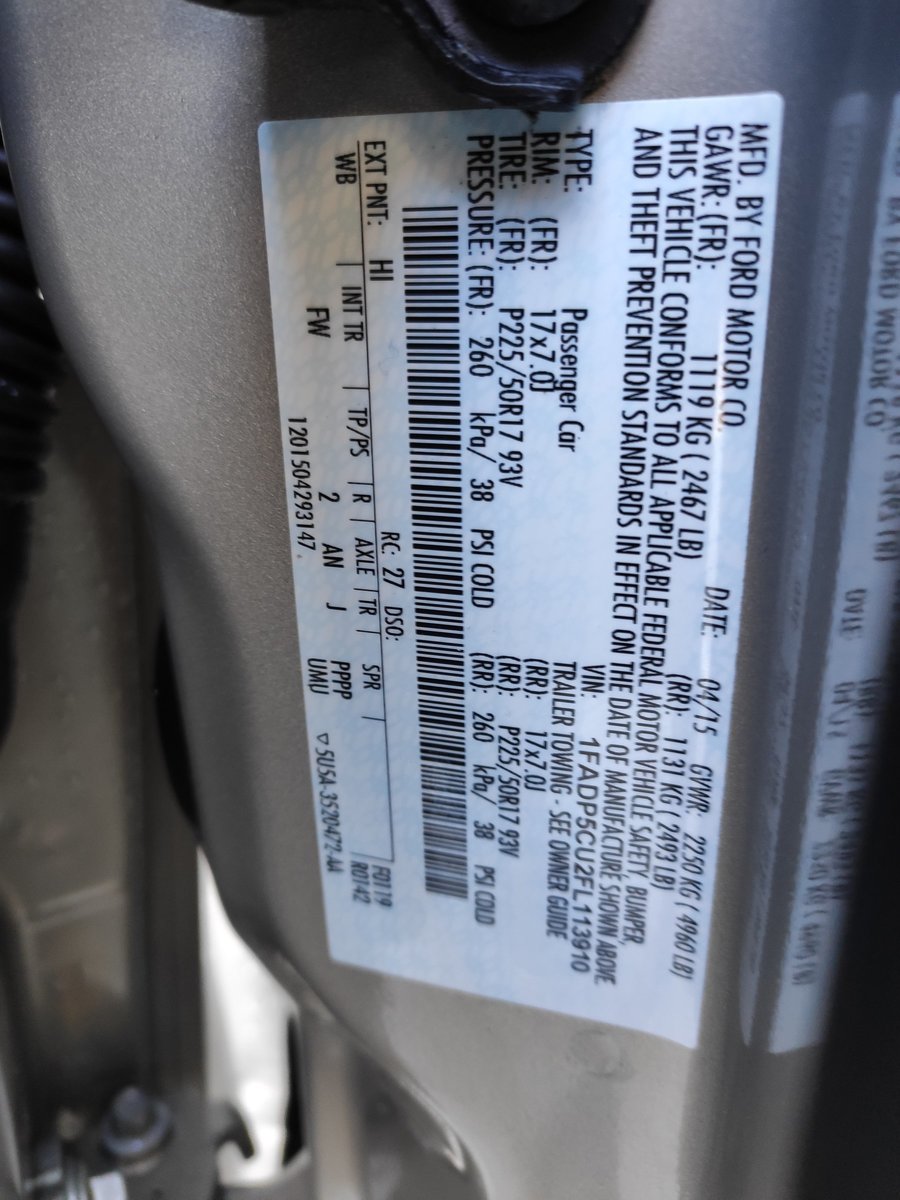 MFD. BY FORD MOTOR CO.
DATE: 04/15 GVWR: 2250 KG ( 4960 LB)
GAWR: (FR): 1119 KG ( 2467 LB) (RR): 1131 KG ( 2493 LB)
THIS VEHICLE CONFORMS TO ALL APPLICABLE FEDERAL MOTOR VEHICLE SAFETY, BUMPER,
AND THEFT PREVENTION STANDARDS IN EFFECT ON THE DATE OF MANUFACTURE SHOWN ABOVE.
VIN: 1FADP5CU2FL113910
TYPE: Passenger Car TRAILER TOWING - SEE OWNER GUIDE
RIM: (FR): 17x7.0J (RR): 17x7.0J
TIRE: (FR): P225/50R17 93V (RR): P225/50R17 93V
PRESSURE: (FR): 260 kPa/ 38 PSI COLD (RR): 260 kPa/ 38 PSI COLD
EXT PNT: HI RC: 27 DSO: F0119
WB | INT TR | TP/PS | R | AXLE | TR | SPR | R0142
FW 2 AN J PPPP
UMU
1201504293147 ▽ SU5A-3520472-AA